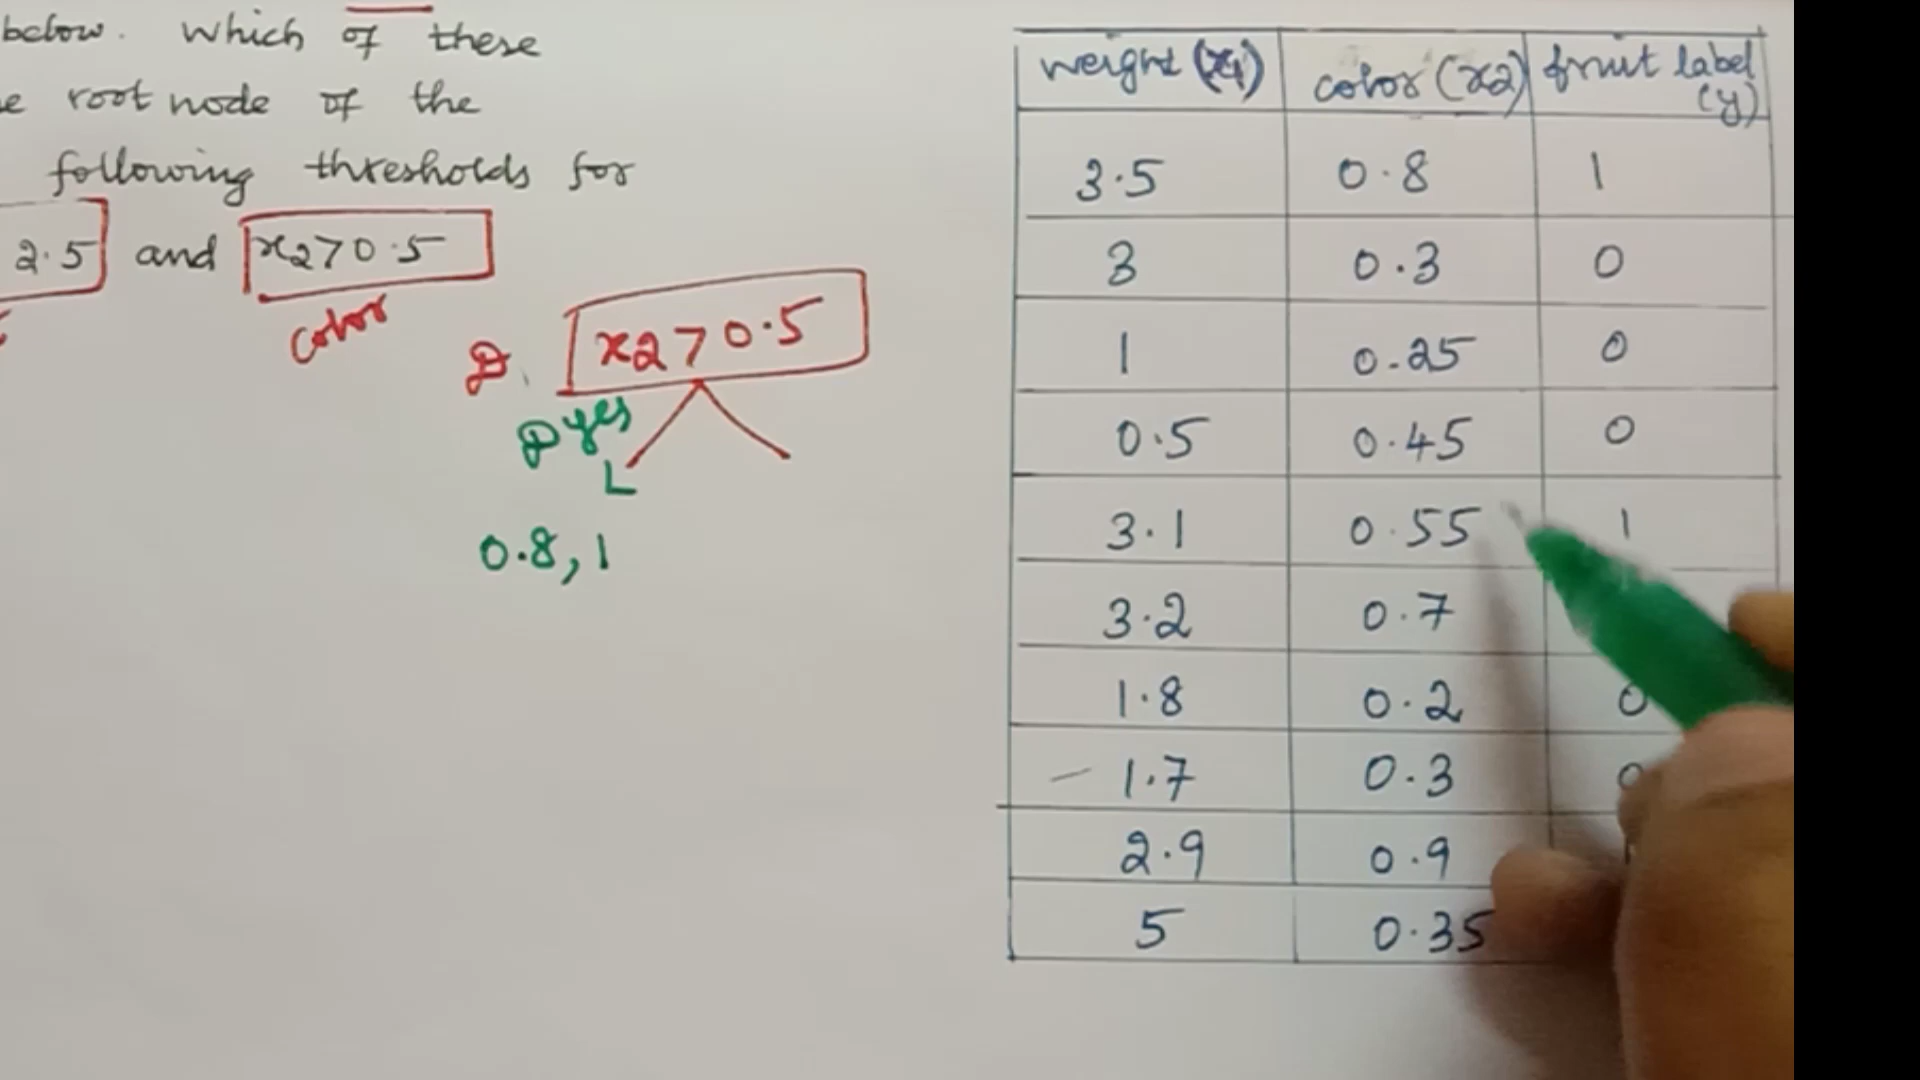 below. Which of these
root node of the
following thresholds for
2.5 and x2>0.5
color
D. x2>0.5
D yes
L
0.8, 1
weight (x1) color (x2) fruit label (y)
3.5 0.8 1
3 0.3 0
1 0.25 0
0.5 0.45 0
3.1 0.55 1
3.2 0.7
1.8 0.2 0
1.7 0.3 0
2.9 0.9
5 0.35